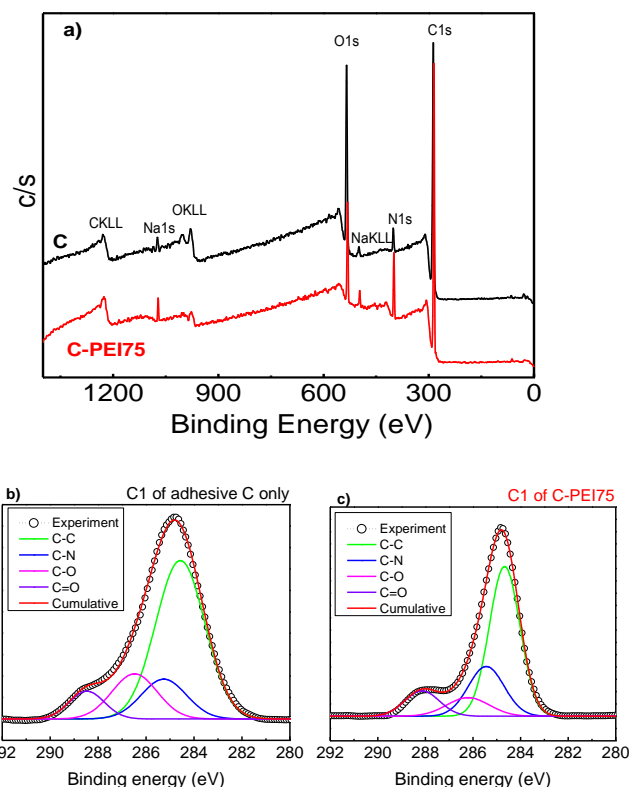 a)
O1s
C1s
c/s
CKLL
Na1s
OKLL
NaKLL
N1s
C
C-PEI75
1200 900 600 300 0
Binding Energy (eV)
b)
C1 of adhesive C only
Experiment
C-C
C-N
C-O
C=O
Cumulative
92 290 288 286 284 282 280
Binding energy (eV)
c)
C1 of C-PEI75
Experiment
C-C
C-N
C-O
C=O
Cumulative
292 290 288 286 284 282 280
Binding energy (eV)